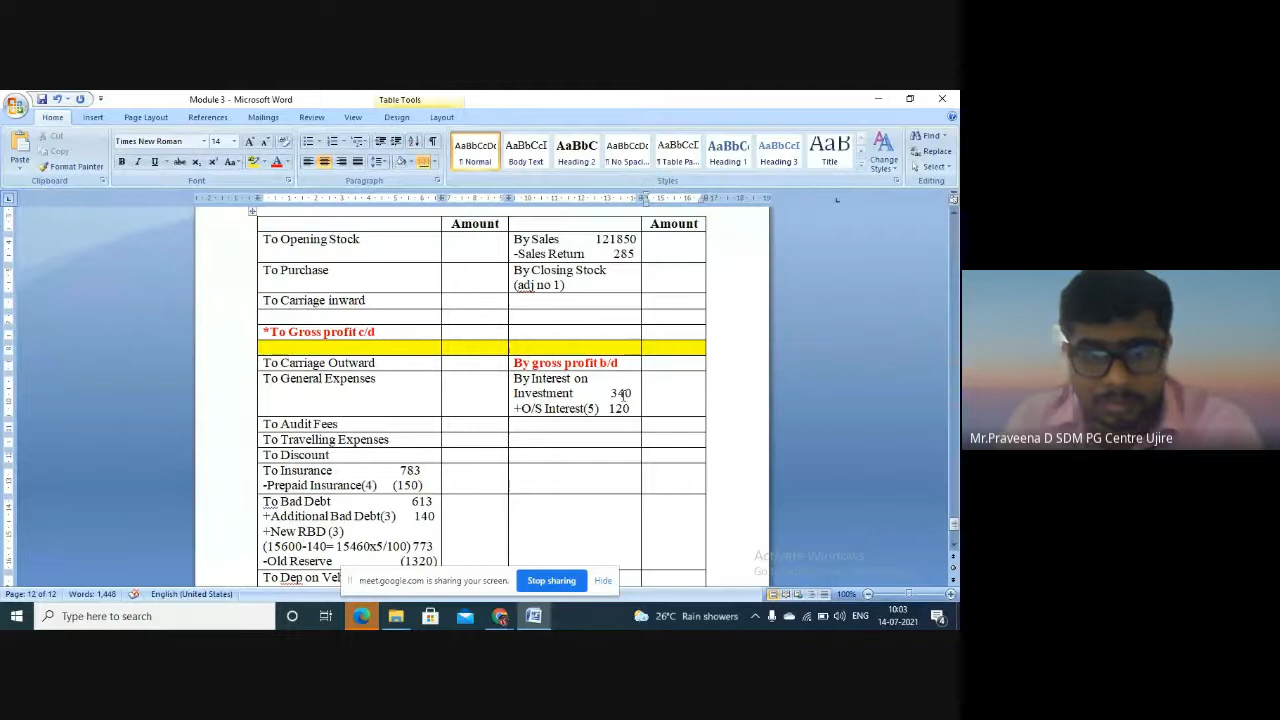 Module 3 - Microsoft Word
Table Tools
Home Insert Page Layout References Mailings Review View Design Layout
Paste
Cut
Copy
Format Painter
Clipboard
Times New Roman 14
Font
Paragraph
AaBbCcDc AaBbCcI AaBbC AaBbCcDc AaBbCcI AaBbC AaBbCcI AaB
¶ Normal Body Text Heading 2 ¶ No Spaci... ¶ Table Pa... Heading 1 Heading 3 Title
Styles
Change Styles
Find
Replace
Select
Editing
Amount Amount
To Opening Stock
By Sales 121850
-Sales Return 285
To Purchase
By Closing Stock
(adj no 1)
To Carriage inward
*To Gross profit c/d
To Carriage Outward
By gross profit b/d
To General Expenses
By Interest on
Investment 340
+O/S Interest(5) 120
To Audit Fees
To Travelling Expenses
To Discount
To Insurance 783
-Prepaid Insurance(4) (150)
To Bad Debt 613
+Additional Bad Debt(3) 140
+New RBD (3)
(15600-140= 15460x5/100) 773
-Old Reserve (1320)
To Dep on Veh
meet.google.com is sharing your screen. Stop sharing Hide
Activate Windows
Page: 12 of 12 Words: 1,448 English (United States) 100%
Type here to search
26°C Rain showers
ENG
10:03
14-07-2021
4
Mr.Praveena D SDM PG Centre Ujire